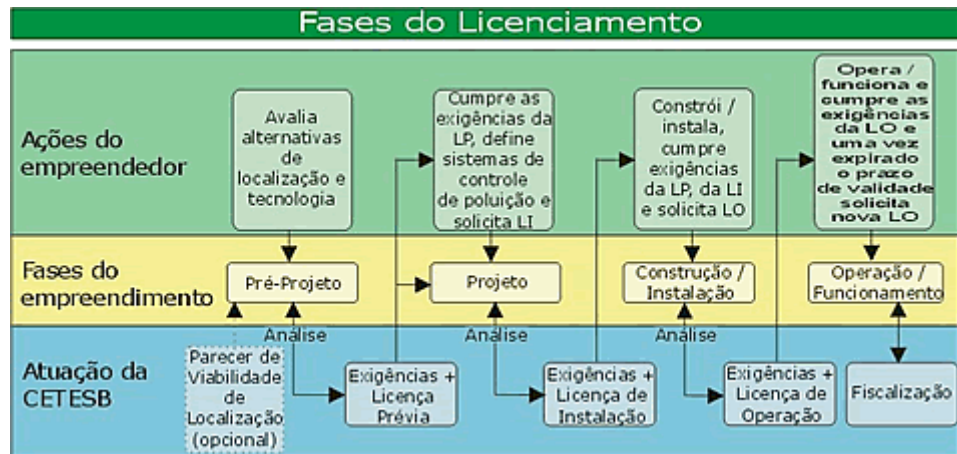 Fases do Licenciamento
Ações do
empreendedor
Avalia
alternativas
de
localização e
tecnologia
Cumpre as
exigências da
LP, define
sistemas de
controle
de poluição e
solicita LI
Constrói /
instala,
cumpre
exigências
da LP, da LI
e solicita LO
Opera /
funciona e
cumpre as
exigências
da LO e
uma vez
expirado
o prazo
de validade
solicita
nova LO
Fases do
empreendimento
Pré-Projeto
Projeto
Construção /
Instalação
Operação /
Funcionamento
Atuação da
CETESB
Análise
Análise
Análise
Parecer de
Viabilidade
de
Localização
(opcional)
Exigências +
Licença
Prévia
Exigências +
Licença de
Instalação
Exigências +
Licença de
Operação
Fiscalização